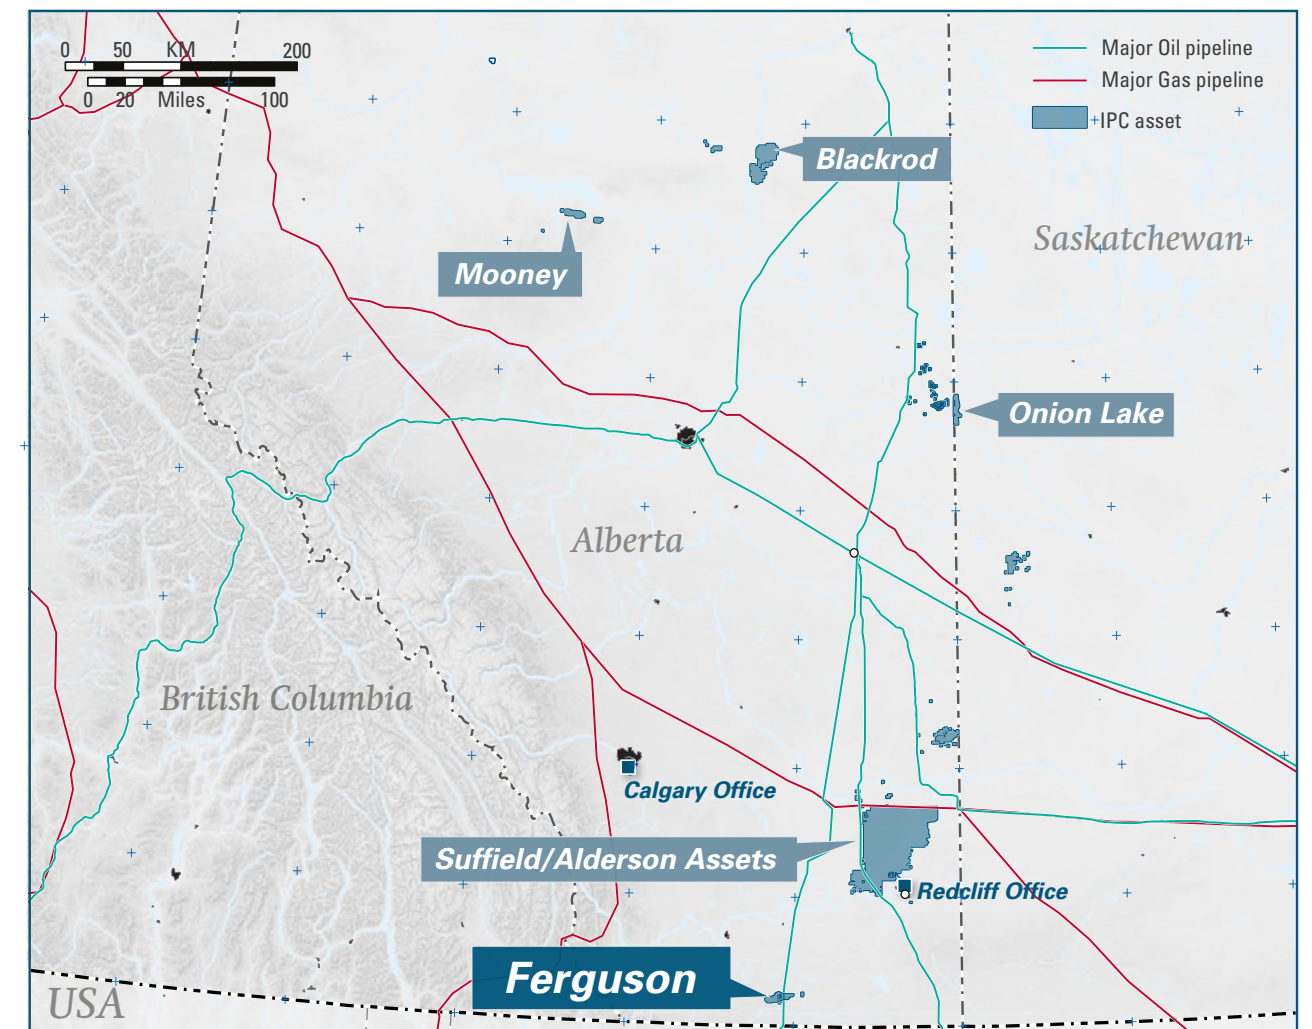 0 50 KM 200
0 20 Miles 100
Major Oil pipeline
Major Gas pipeline
IPC asset
Blackrod
Saskatchewan
Mooney
Onion Lake
Alberta
British Columbia
Calgary Office
Suffield/Alderson Assets
Redcliff Office
Ferguson
USA